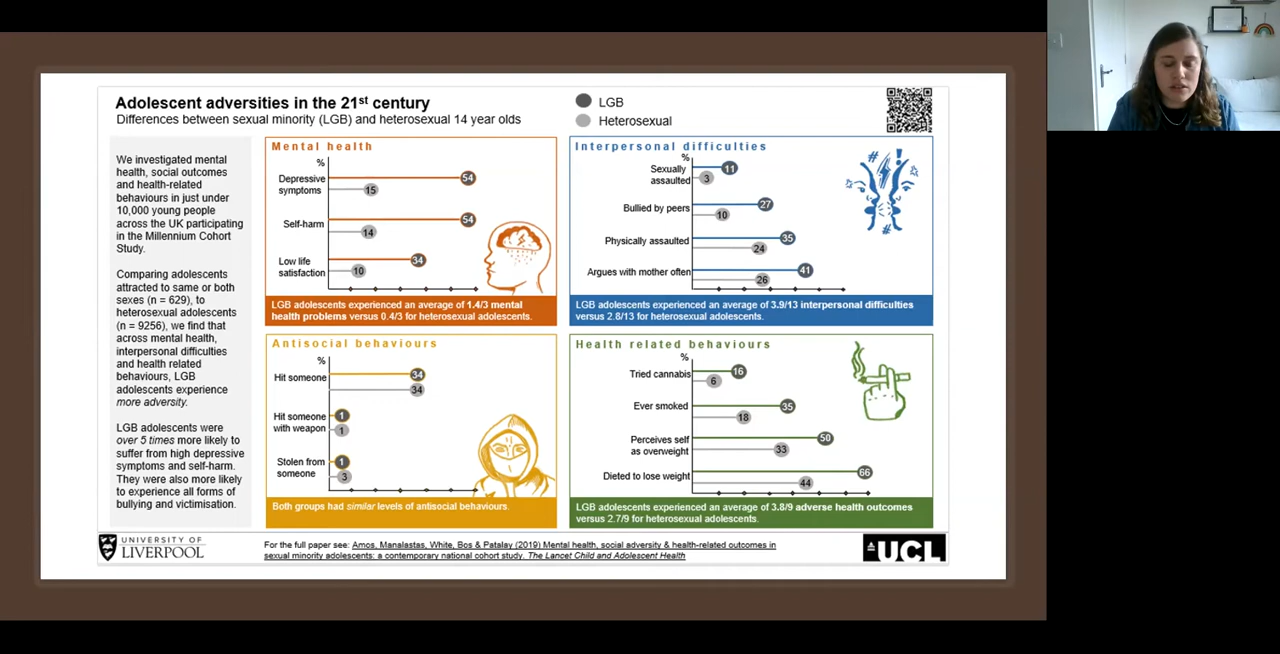 Adolescent adversities in the 21st century
Differences between sexual minority (LGB) and heterosexual 14 year olds
LGB
Heterosexual
We investigated mental
health, social outcomes
and health-related
behaviours in just under
10,000 young people
across the UK participating
in the Millennium Cohort
Study.
Comparing adolescents
attracted to same or both
sexes (n = 629), to
heterosexual adolescents
(n = 9256), we find that
across mental health,
interpersonal difficulties
and health related
behaviours, LGB
adolescents experience
more adversity.
LGB adolescents were
over 5 times more likely to
suffer from high depressive
symptoms and self-harm.
They were also more likely
to experience all forms of
bullying and victimisation.
Mental health
%
Depressive
symptoms
54
15
Self-harm
54
14
Low life
satisfaction
34
10
LGB adolescents experienced an average of 1.4/3 mental
health problems versus 0.4/3 for heterosexual adolescents.
Interpersonal difficulties
%
Sexually
assaulted
11
3
Bullied by peers
27
10
Physically assaulted
35
24
Argues with mother often
41
26
LGB adolescents experienced an average of 3.9/13 interpersonal difficulties
versus 2.8/13 for heterosexual adolescents.
Antisocial behaviours
%
Hit someone
34
34
Hit someone
with weapon
1
1
Stolen from
someone
1
3
Both groups had similar levels of antisocial behaviours.
Health related behaviours
%
Tried cannabis
16
6
Ever smoked
35
18
Perceives self
as overweight
50
33
Dieted to lose weight
66
44
LGB adolescents experienced an average of 3.8/9 adverse health outcomes
versus 2.7/9 for heterosexual adolescents.
UNIVERSITY OF
LIVERPOOL
For the full paper see: Amos, Manalastas, White, Bos & Patalay (2019) Mental health, social adversity & health-related outcomes in
sexual minority adolescents: a contemporary national cohort study. The Lancet Child and Adolescent Health
UCL